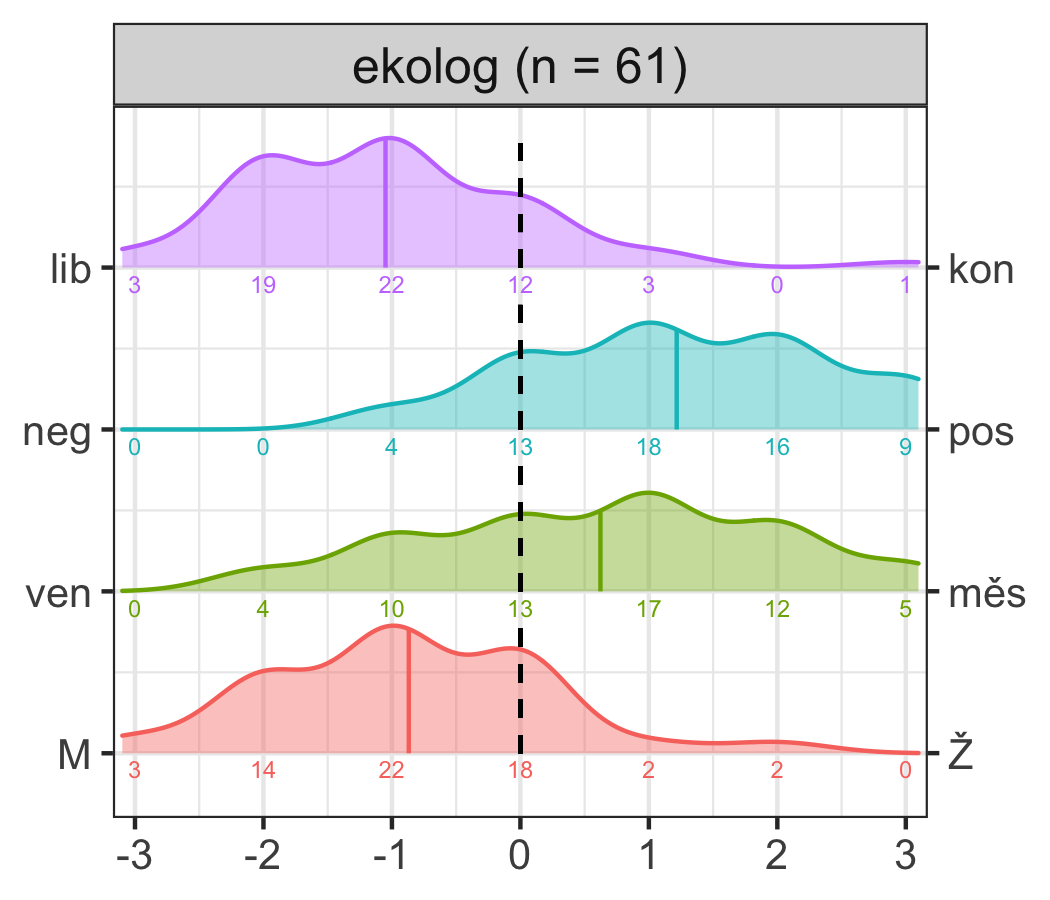 ekolog (n = 61)
lib kon
3 19 22 12 3 0 1
neg pos
0 0 4 13 18 16 9
ven měs
0 4 10 13 17 12 5
M Ž
3 14 22 18 2 2 0
-3 -2 -1 0 1 2 3